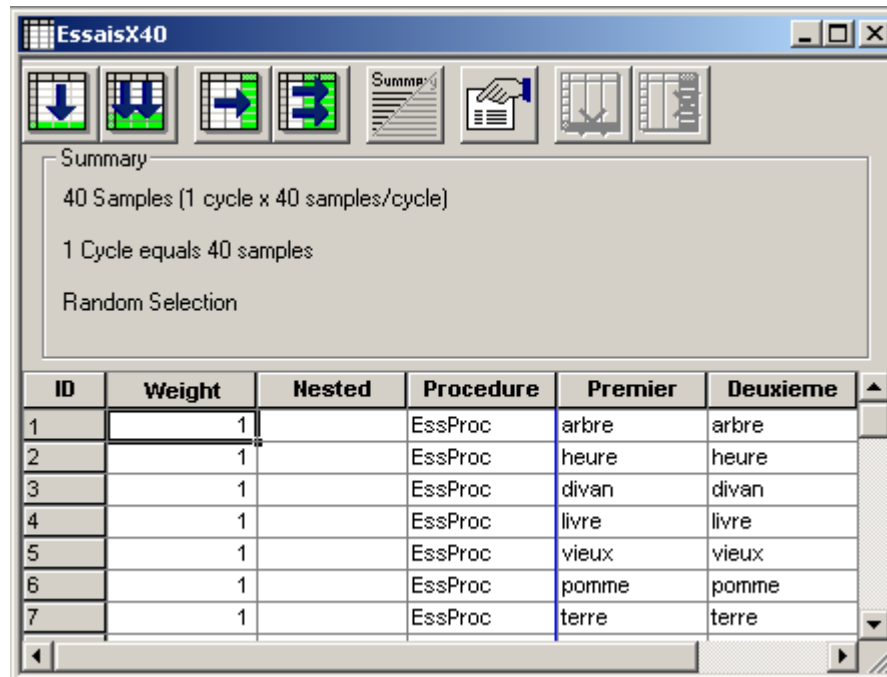 EssaisX40
Summary
Summary
40 Samples (1 cycle x 40 samples/cycle)
1 Cycle equals 40 samples
Random Selection
ID Weight Nested Procedure Premier Deuxieme
1 1 EssProc arbre arbre
2 1 EssProc heure heure
3 1 EssProc divan divan
4 1 EssProc livre livre
5 1 EssProc vieux vieux
6 1 EssProc pomme pomme
7 1 EssProc terre terre